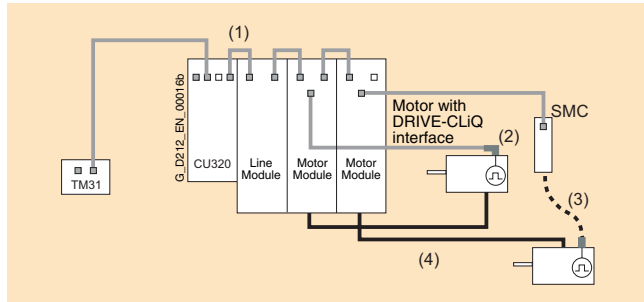 (1)
G_D212_EN_00016b
CU320
Line
Module
Motor
Module
Motor
Module
TM31
Motor with
DRIVE-CLiQ
interface
(2)
SMC
(3)
(4)